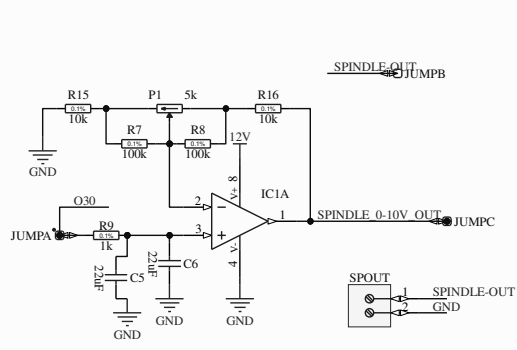 SPINDLE-OUT
JUMPB
R15
P1
5k
R16
0.1%
0.1%
10k
10k
R7
R8
12V
0.1%
0.1%
100k
100k
GND
8
V+
IC1A
O30
2
1
SPINDLE_0-10V_OUT
JUMPC
R9
3
JUMPA
0.1%
1k
V-
4
22uF
C5
22uF
C6
SPOUT
1
SPINDLE-OUT
2
GND
GND
GND
GND